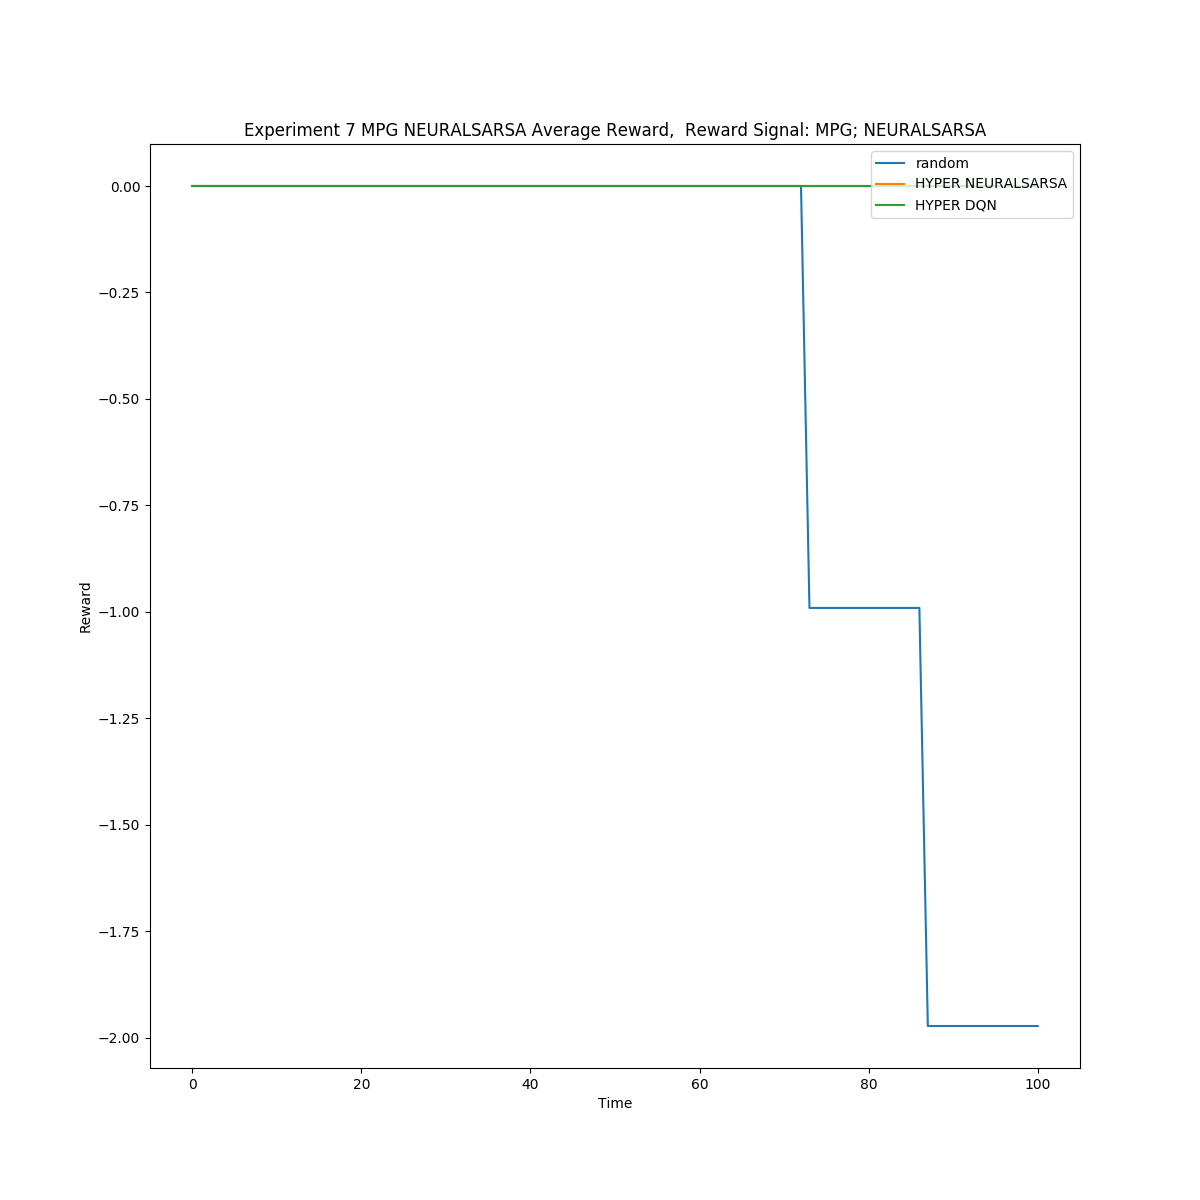 Experiment 7 MPG NEURALSARSA Average Reward,  Reward Signal: MPG; NEURALSARSA
random
HYPER NEURALSARSA
HYPER DQN
0.00
−0.25
−0.50
−0.75
−1.00
−1.25
−1.50
−1.75
−2.00
Reward
0
20
40
60
80
100
Time